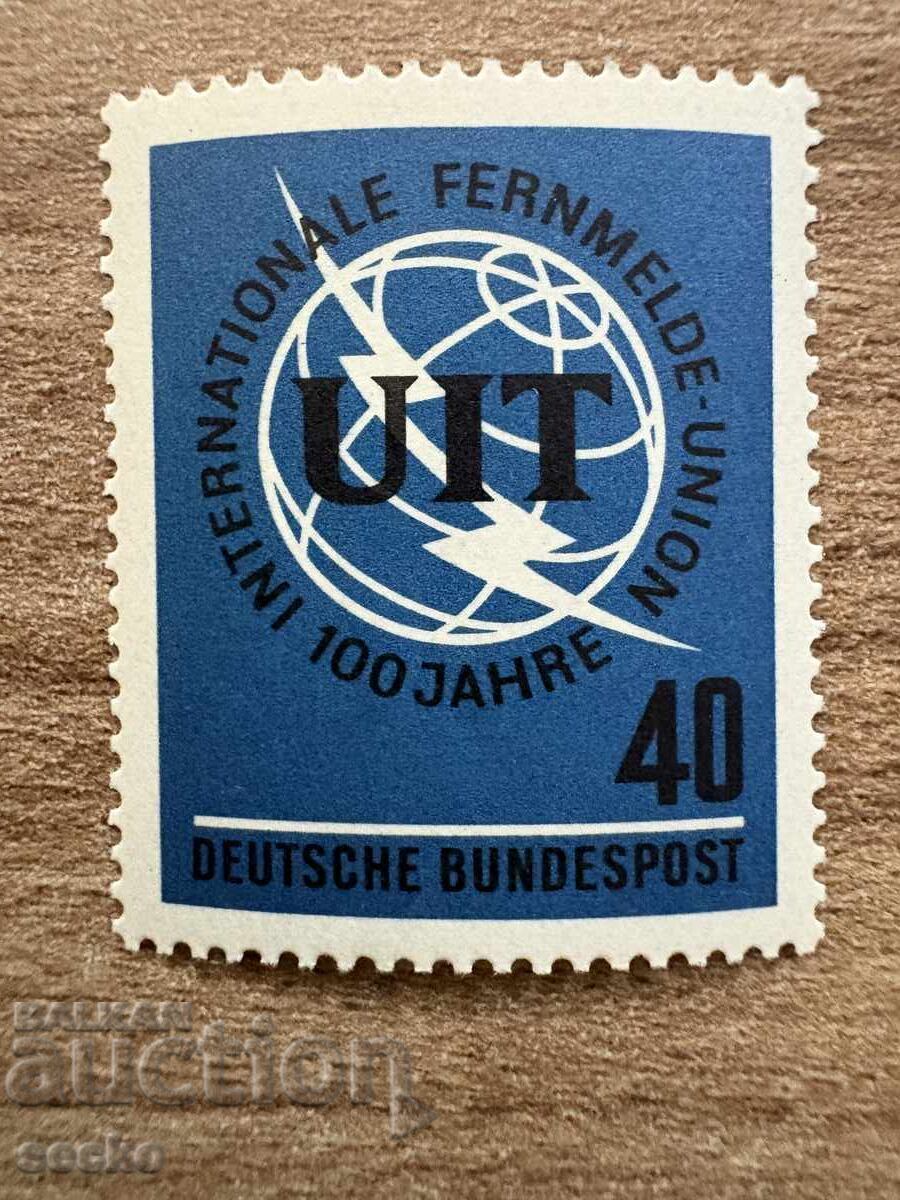 INTERNATIONALE FERNMELDE-UNION
UIT
100 JAHRE
40
DEUTSCHE BUNDESPOST
BALKAN
auction
secko